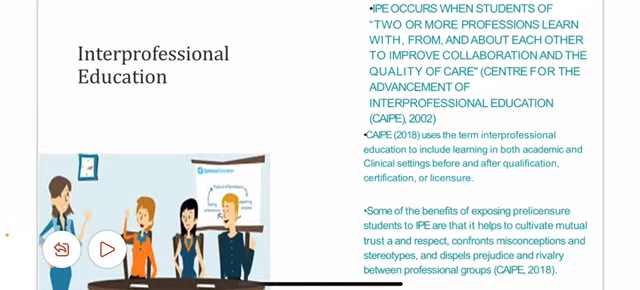 Interprofessional
Education
•IPE OCCURS WHEN STUDENTS OF
“TWO OR MORE PROFESSIONS LEARN
WITH, FROM, AND ABOUT EACH OTHER
TO IMPROVE COLLABORATION AND THE
QUALITY OF CARE” (CENTRE FOR THE
ADVANCEMENT OF
INTERPROFESSIONAL EDUCATION
(CAIPE), 2002)
•CAIPE (2018) uses the term interprofessional
education to include learning in both academic and
Clinical settings before and after qualification,
certification, or licensure.
•Some of the benefits of exposing prelicensure
students to IPE are that it helps to cultivate mutual
trust a and respect, confronts misconceptions and
stereotypes, and dispels prejudice and rivalry
between professional groups (CAIPE, 2018).